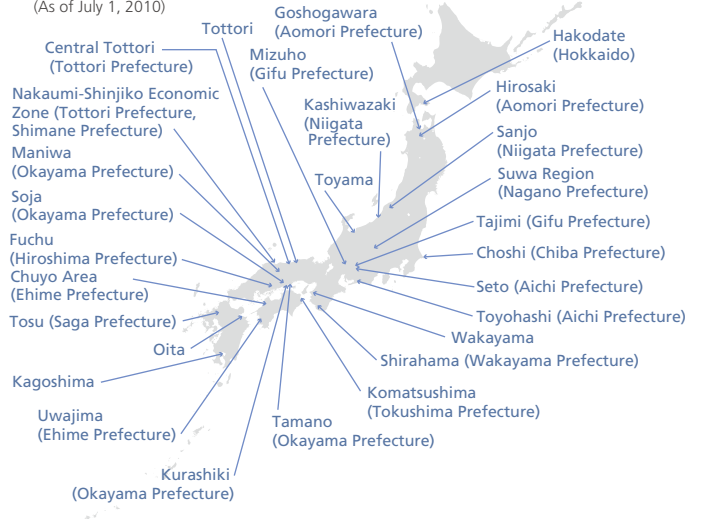 (As of July 1, 2010)
Goshogawara
(Aomori Prefecture)
Tottori
Central Tottori
(Tottori Prefecture)
Mizuho
(Gifu Prefecture)
Hakodate
(Hokkaido)
Nakaumi-Shinjiko Economic
Zone (Tottori Prefecture,
Shimane Prefecture)
Kashiwazaki
(Niigata
Prefecture)
Hirosaki
(Aomori Prefecture)
Sanjo
(Niigata Prefecture)
Maniwa
(Okayama Prefecture)
Toyama
Suwa Region
(Nagano Prefecture)
Soja
(Okayama Prefecture)
Tajimi (Gifu Prefecture)
Fuchu
(Hiroshima Prefecture)
Choshi (Chiba Prefecture)
Chuyo Area
(Ehime Prefecture)
Seto (Aichi Prefecture)
Tosu (Saga Prefecture)
Toyohashi (Aichi Prefecture)
Oita
Wakayama
Shirahama (Wakayama Prefecture)
Kagoshima
Komatsushima
(Tokushima Prefecture)
Uwajima
(Ehime Prefecture)
Tamano
(Okayama Prefecture)
Kurashiki
(Okayama Prefecture)